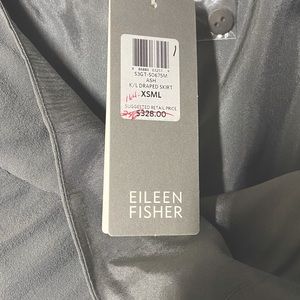 S3GT-S0675M
ASH
K/L DRAPED SKIRT
XSML
SUGGESTED RETAIL PRICE
$328.00
EILEEN
FISHER